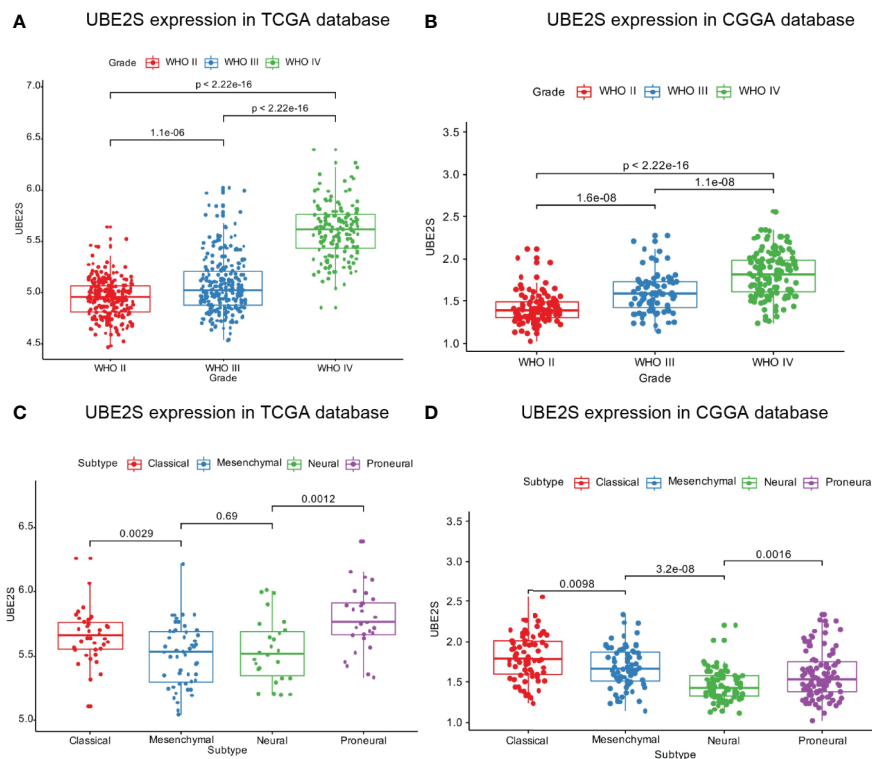 A UBE2S expression in TCGA database
Grade WHO II WHO III WHO IV
7.0
p < 2.22e-16
p < 2.22e-16
1.1e-06
6.5
6.0
5.5
5.0
4.5
UBE2S
WHO II WHO III WHO IV
Grade
B UBE2S expression in CGGA database
Grade WHO II WHO III WHO IV
3.5
3.0
p < 2.22e-16
1.1e-08
1.6e-08
2.5
2.0
1.5
1.0
UBE2S
WHO II WHO III WHO IV
Grade
C UBE2S expression in TCGA database
Subtype Classical Mesenchymal Neural Proneural
0.0012
0.69
0.0029
6.5
6.0
5.5
5.0
UBE2S
Classical Mesenchymal Neural Proneural
Subtype
D UBE2S expression in CGGA database
Subtype Classical Mesenchymal Neural Proneura
3.5
3.0
0.0016
3.2e-08
0.0098
2.5
2.0
1.5
1.0
UBE2S
Classical Mesenchymal Neural Proneural
Subtype